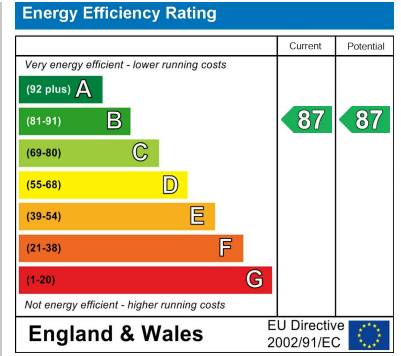 Energy Efficiency Rating
Current Potential
Very energy efficient - lower running costs
(92 plus) A
(81-91) B
87 87
(69-80) C
(55-68) D
(39-54) E
(21-38) F
(1-20) G
Not energy efficient - higher running costs
England & Wales
EU Directive
2002/91/EC